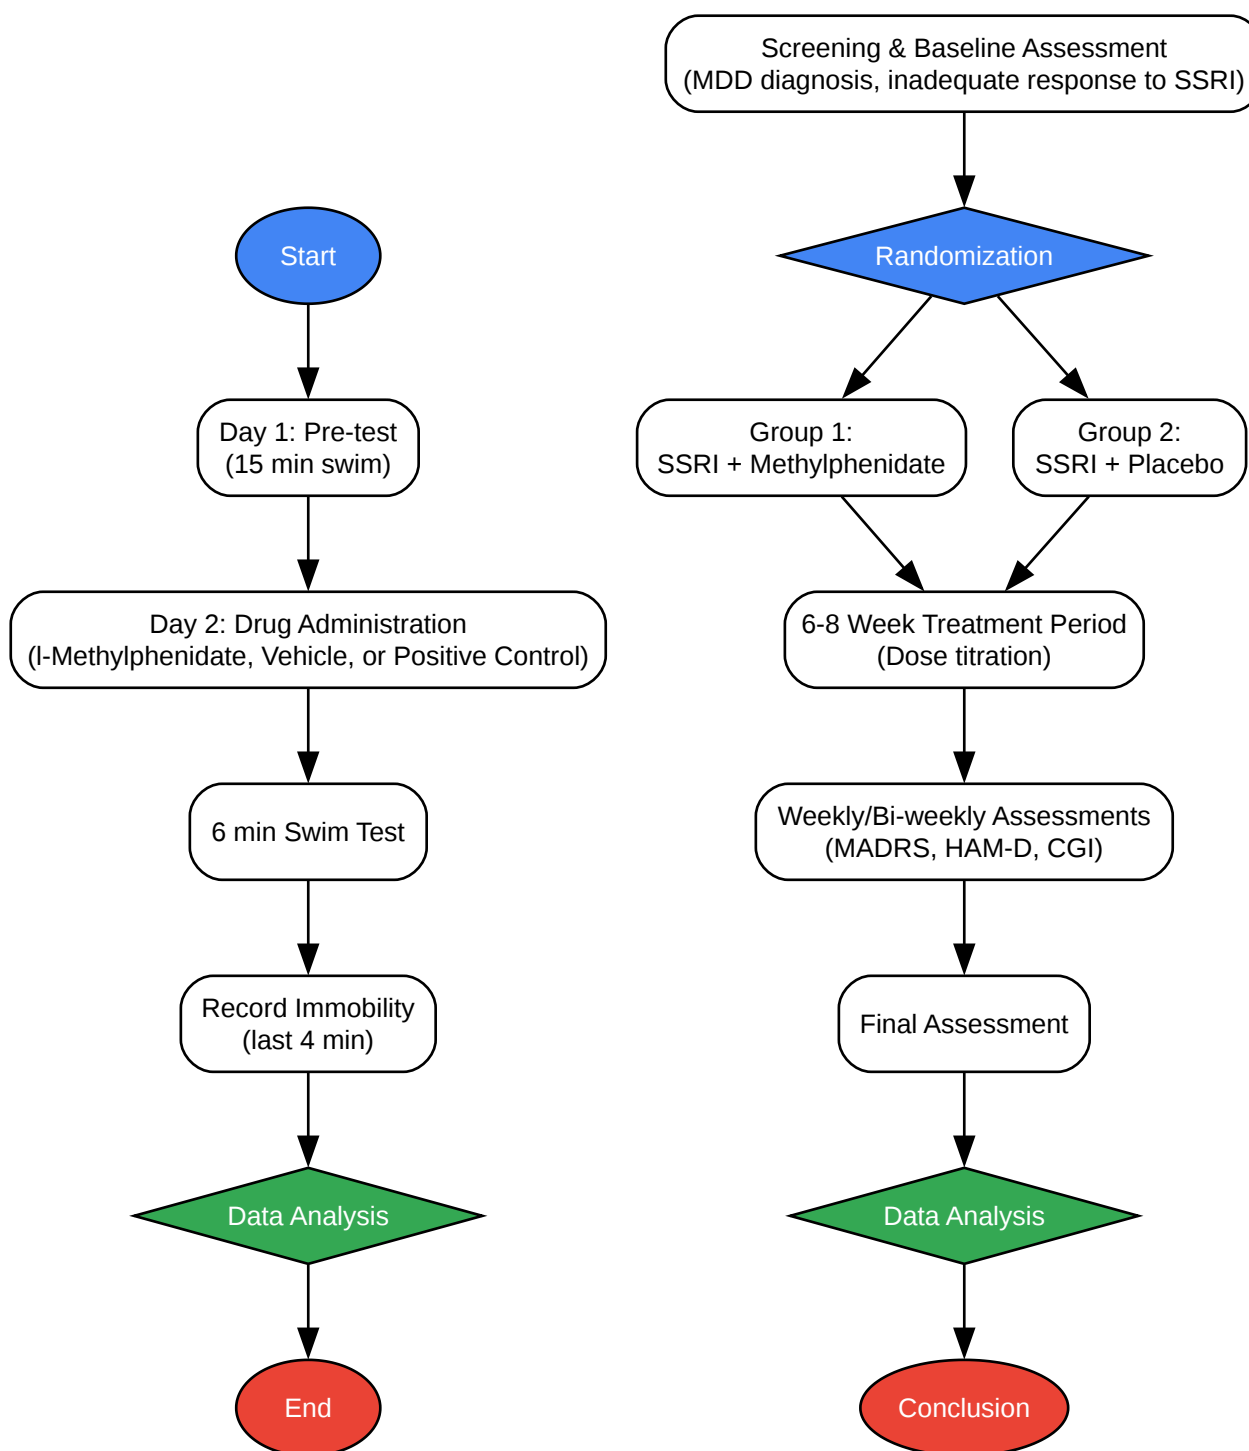 Start
Day 1: Pre-test
(15 min swim)
Day 2: Drug Administration
(l-Methylphenidate, Vehicle, or Positive Control)
6 min Swim Test
Record Immobility
(last 4 min)
Data Analysis
End
Screening & Baseline Assessment
(MDD diagnosis, inadequate response to SSRI)
Randomization
Group 1:
SSRI + Methylphenidate
Group 2:
SSRI + Placebo
6-8 Week Treatment Period
(Dose titration)
Weekly/Bi-weekly Assessments
(MADRS, HAM-D, CGI)
Final Assessment
Data Analysis
Conclusion